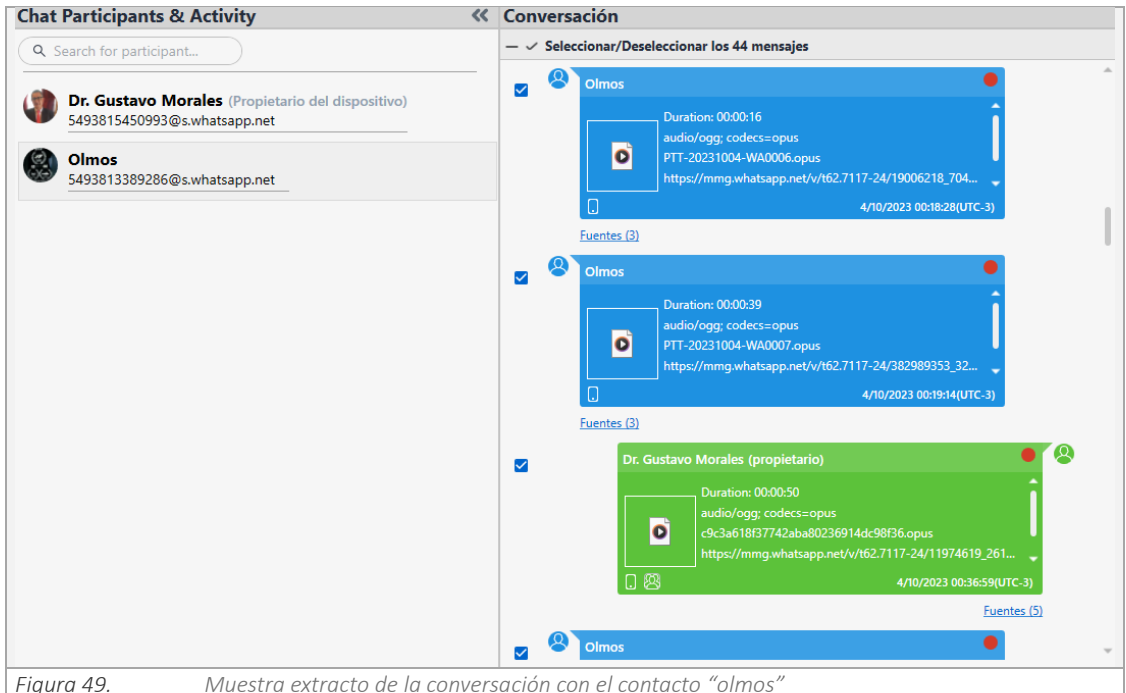 Chat Participants & Activity
Search for participant...
Dr. Gustavo Morales (Propietario del dispositivo)
5493815450993@s.whatsapp.net
Olmos
5493813389286@s.whatsapp.net
Conversación
Seleccionar/Deseleccionar los 44 mensajes
Olmos
Duration: 00:00:16
audio/ogg; codecs=opus
PTT-20231004-WA0006.opus
https://mmg.whatsapp.net/v/t62.7117-24/19006218_704...
4/10/2023 00:18:28(UTC-3)
Fuentes (3)
Olmos
Duration: 00:00:39
audio/ogg; codecs=opus
PTT-20231004-WA0007.opus
https://mmg.whatsapp.net/v/t62.7117-24/382989353_32...
4/10/2023 00:19:14(UTC-3)
Fuentes (3)
Dr. Gustavo Morales (propietario)
Duration: 00:00:50
audio/ogg; codecs=opus
c9c3a618f37742aba80236914dc98f36.opus
https://mmg.whatsapp.net/v/t62.7117-24/11974619_261...
4/10/2023 00:36:59(UTC-3)
Fuentes (5)
Olmos
Figura 49. Muestra extracto de la conversación con el contacto “olmos”